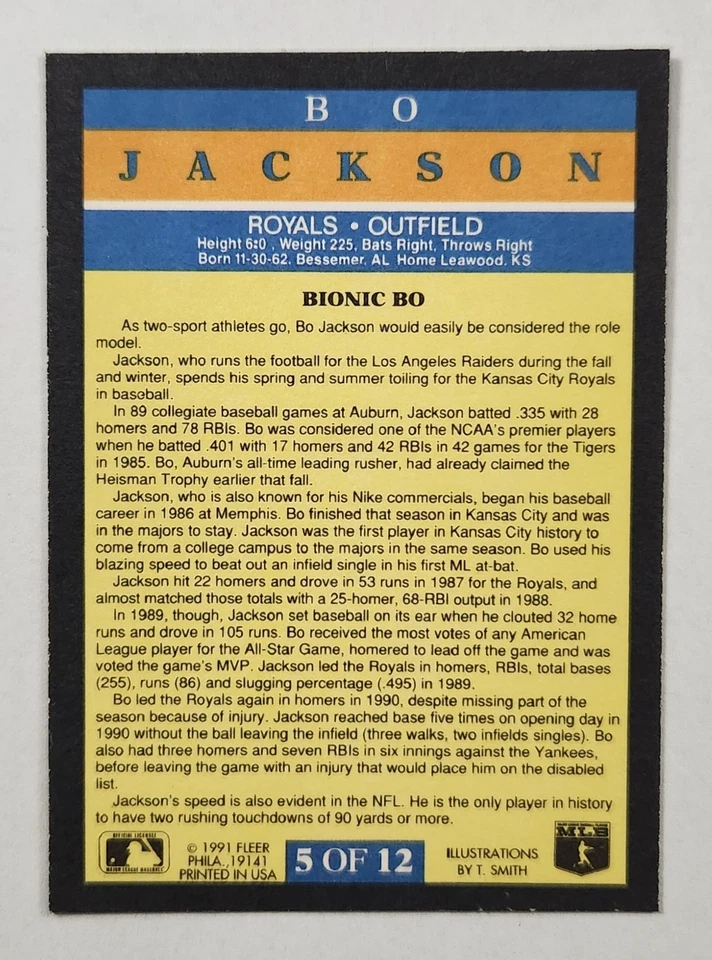 BO
JACKSON
ROYALS • OUTFIELD
Height 6:0 , Weight 225, Bats Right, Throws Right
Born 11-30-62, Bessemer, AL Home Leawood, KS
BIONIC BO
As two-sport athletes go, Bo Jackson would easily be considered the role
model.
Jackson, who runs the football for the Los Angeles Raiders during the fall
and winter, spends his spring and summer toiling for the Kansas City Royals
in baseball.
In 89 collegiate baseball games at Auburn, Jackson batted .335 with 28
homers and 78 RBIs. Bo was considered one of the NCAA's premier players
when he batted .401 with 17 homers and 42 RBIs in 42 games for the Tigers
in 1985. Bo, Auburn's all-time leading rusher, had already claimed the
Heisman Trophy earlier that fall.
Jackson, who is also known for his Nike commercials, began his baseball
career in 1986 at Memphis. Bo finished that season in Kansas City and was
in the majors to stay. Jackson was the first player in Kansas City history to
come from a college campus to the majors in the same season. Bo used his
blazing speed to beat out an infield single in his first ML at-bat.
Jackson hit 22 homers and drove in 53 runs in 1987 for the Royals, and
almost matched those totals with a 25-homer, 68-RBI output in 1988.
In 1989, though, Jackson set baseball on its ear when he clouted 32 home
runs and drove in 105 runs. Bo received the most votes of any American
League player for the All-Star Game, homered to lead off the game and was
voted the game's MVP. Jackson led the Royals in homers, RBIs, total bases
(255), runs (86) and slugging percentage (.495) in 1989.
Bo led the Royals again in homers in 1990, despite missing part of the
season because of injury. Jackson reached base five times on opening day in
1990 without the ball leaving the infield (three walks, two infields singles). Bo
also had three homers and seven RBIs in six innings against the Yankees,
before leaving the game with an injury that would place him on the disabled
list.
Jackson's speed is also evident in the NFL. He is the only player in history
to have two rushing touchdowns of 90 yards or more.
OFFICIAL LICENSEE
MAJOR LEAGUE BASEBALL
© 1991 FLEER
PHILA., 19141
PRINTED IN USA
5 OF 12
ILLUSTRATIONS
BY T. SMITH
MLB